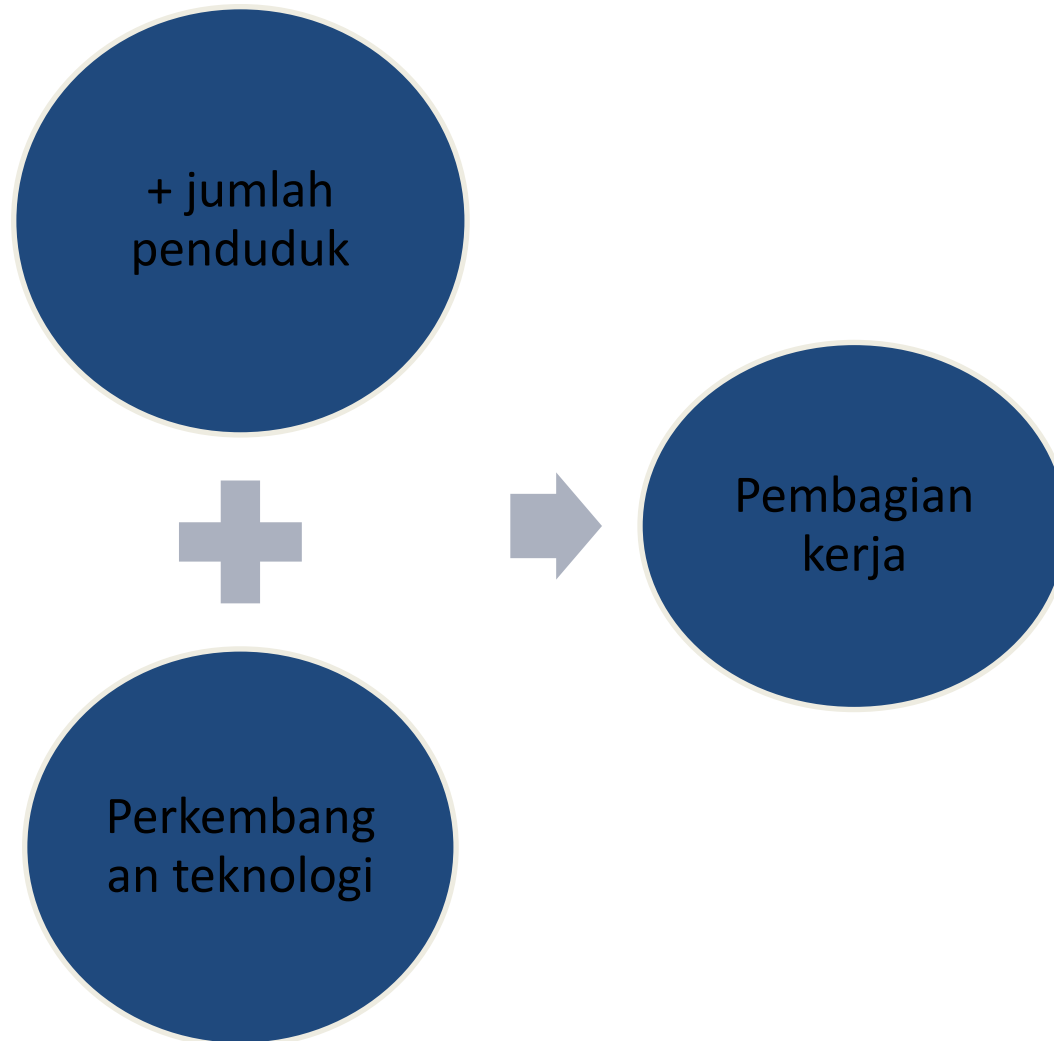 + jumlah
penduduk
Pembagian
kerja
Perkembang
an teknologi